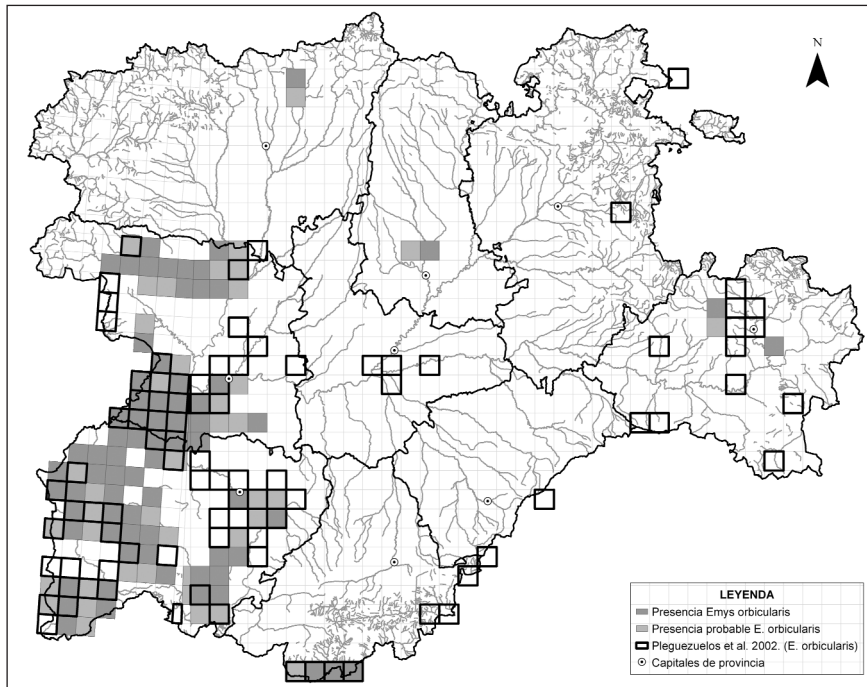 N
LEYENDA
Presencia Emys orbicularis
Presencia probable E. orbicularis
Pleguezuelos et al. 2002. (E. orbicularis)
Capitales de provincia